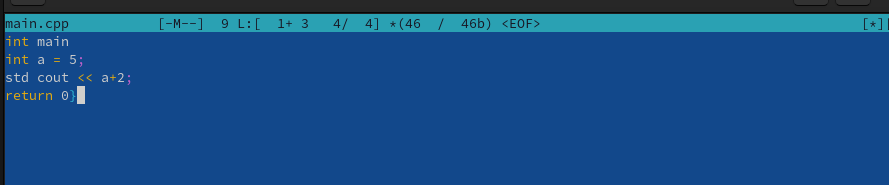 main.cpp [-M--] 9 L:[ 1+ 3 4/ 4] *(46 / 46b) <EOF> [*]
int main
int a = 5;
std cout << a+2;
return 0}